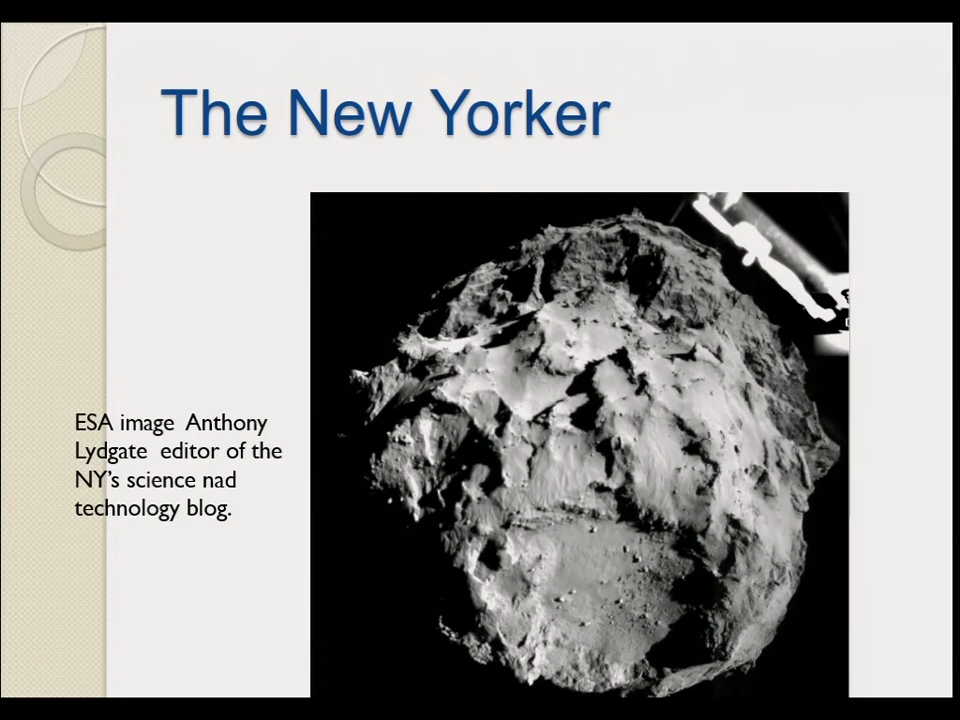 The New Yorker
ESA image  Anthony
Lydgate  editor of the
NY's science nad
technology blog.